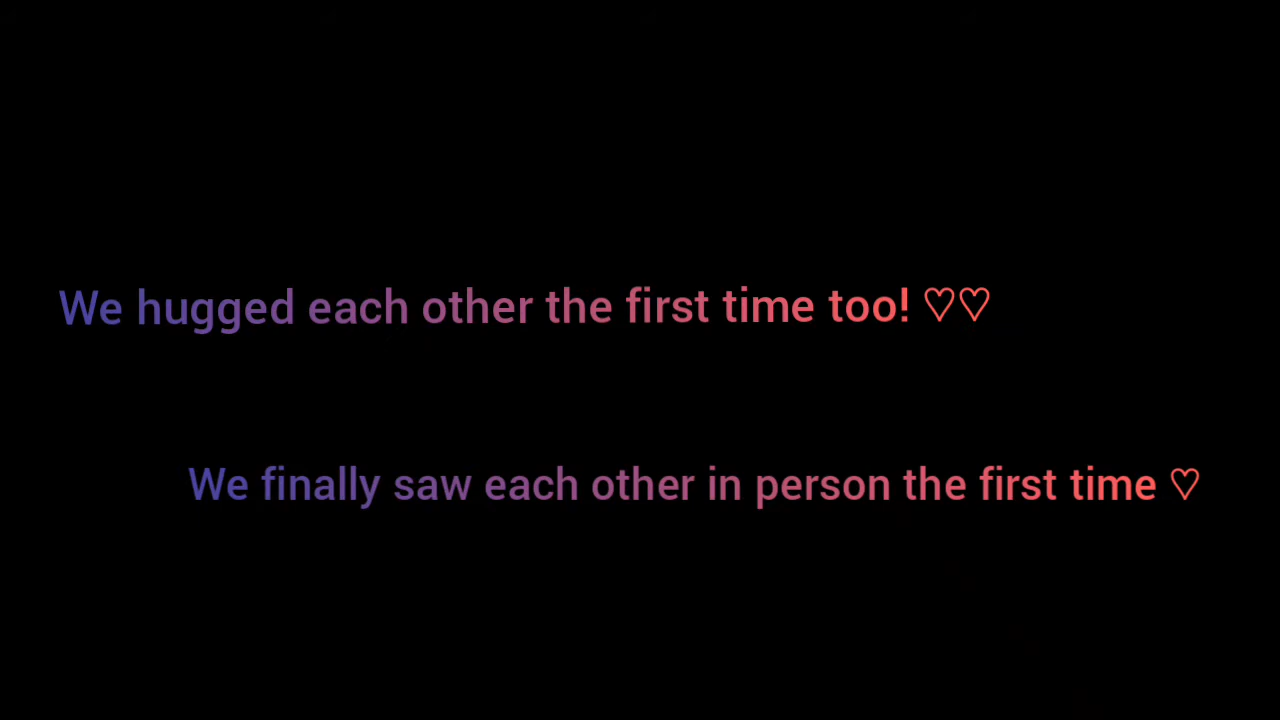 We hugged each other the first time too! ♡♡
We finally saw each other in person the first time ♡